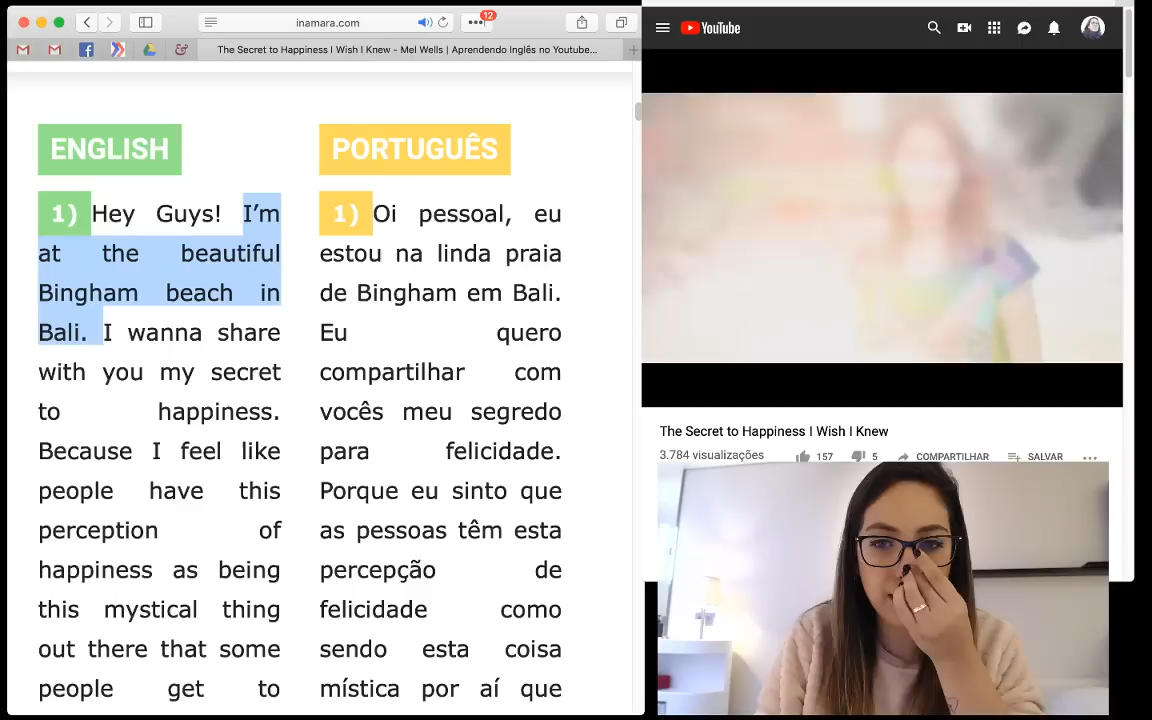 inamara.com
12
The Secret to Happiness I Wish I Knew - Mel Wells | Aprendendo Inglês no Youtube...
ENGLISH
1) Hey Guys! I’m
at the beautiful
Bingham beach in
Bali. I wanna share
with you my secret
to happiness.
Because I feel like
people have this
perception of
happiness as being
this mystical thing
out there that some
people get to
PORTUGUÊS
1) Oi pessoal, eu
estou na linda praia
de Bingham em Bali.
Eu quero
compartilhar com
vocês meu segredo
para felicidade.
Porque eu sinto que
as pessoas têm esta
percepção de
felicidade como
sendo esta coisa
mística por aí que
YouTube
The Secret to Happiness I Wish I Knew
3.784 visualizações 157 5 COMPARTILHAR SALVAR